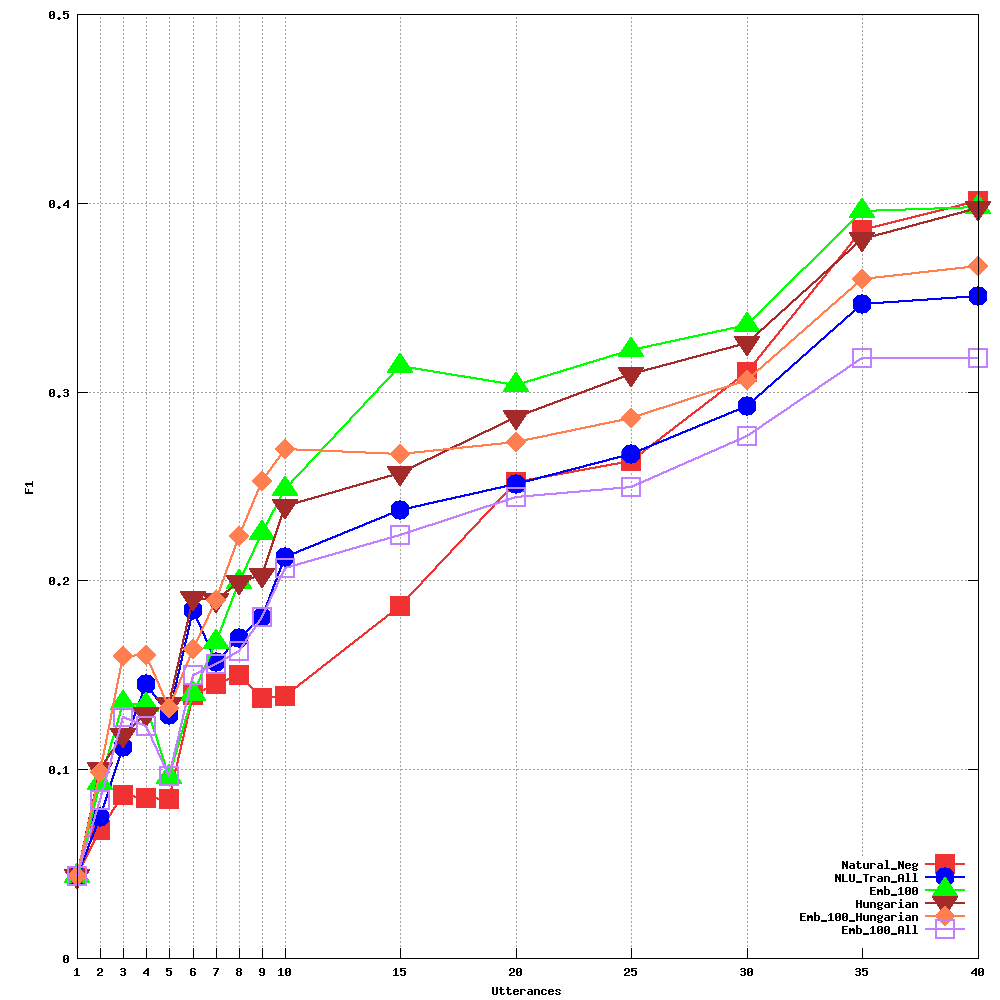 0.5
0.4
0.3
0.2
0.1
0
F1
1 2 3 4 5 6 7 8 9 10 15 20 25 30 35 40
Utterances
Natural_Neg
NLU_Tran_All
Emb_100
Hungarian
Emb_100_Hungarian
Emb_100_All